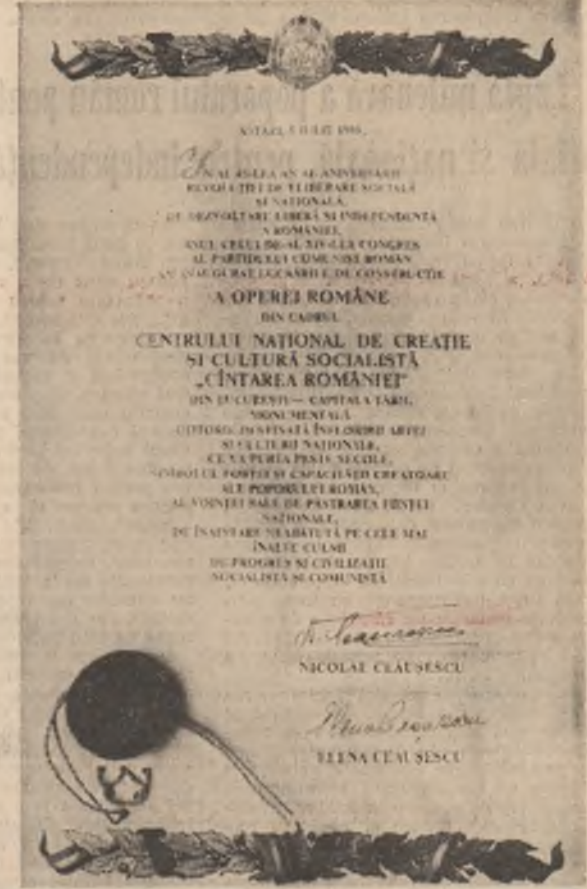 ASTĂZI, 5 IULIE 1989,
ÎN AL 45-LEA AN AL ANIVERSĂRII
REVOLUȚIEI DE ELIBERARE SOCIALĂ
ȘI NAȚIONALĂ,
DE DEZVOLTARE LIBERĂ ȘI INDEPENDENTĂ
A ROMÂNIEI,
ANUL CELUI DE-AL XIV-LEA CONGRES
AL PARTIDULUI COMUNIST ROMÂN
AM INAUGURAT LUCRĂRILE DE CONSTRUCȚIE
A OPEREI ROMÂNE
DIN CADRUL
CENTRULUI NAȚIONAL DE CREAȚIE
ȘI CULTURĂ SOCIALISTĂ
„CÎNTAREA ROMÂNIEI”
DIN BUCUREȘTI — CAPITALA ȚĂRII,
MONUMENTALĂ
CTITORIE DESTINATĂ ÎNFLORIRII ARTEI
ȘI CULTURII NAȚIONALE,
CE VA PURTA PESTE SECOLE,
SIMBOLUL FORȚEI ȘI CAPACITĂȚII CREATOARE
ALE POPORULUI ROMÂN,
AL VOINȚEI SALE DE PĂSTRAREA FIINȚEI
NAȚIONALE,
DE ÎNAINTARE NEABĂTUTĂ PE CELE MAI
ÎNALTE CULMI
DE PROGRES ȘI CIVILIZAȚIE
SOCIALISTĂ ȘI COMUNISTĂ
NICOLAE CEAUȘESCU
ELENA CEAUȘESCU